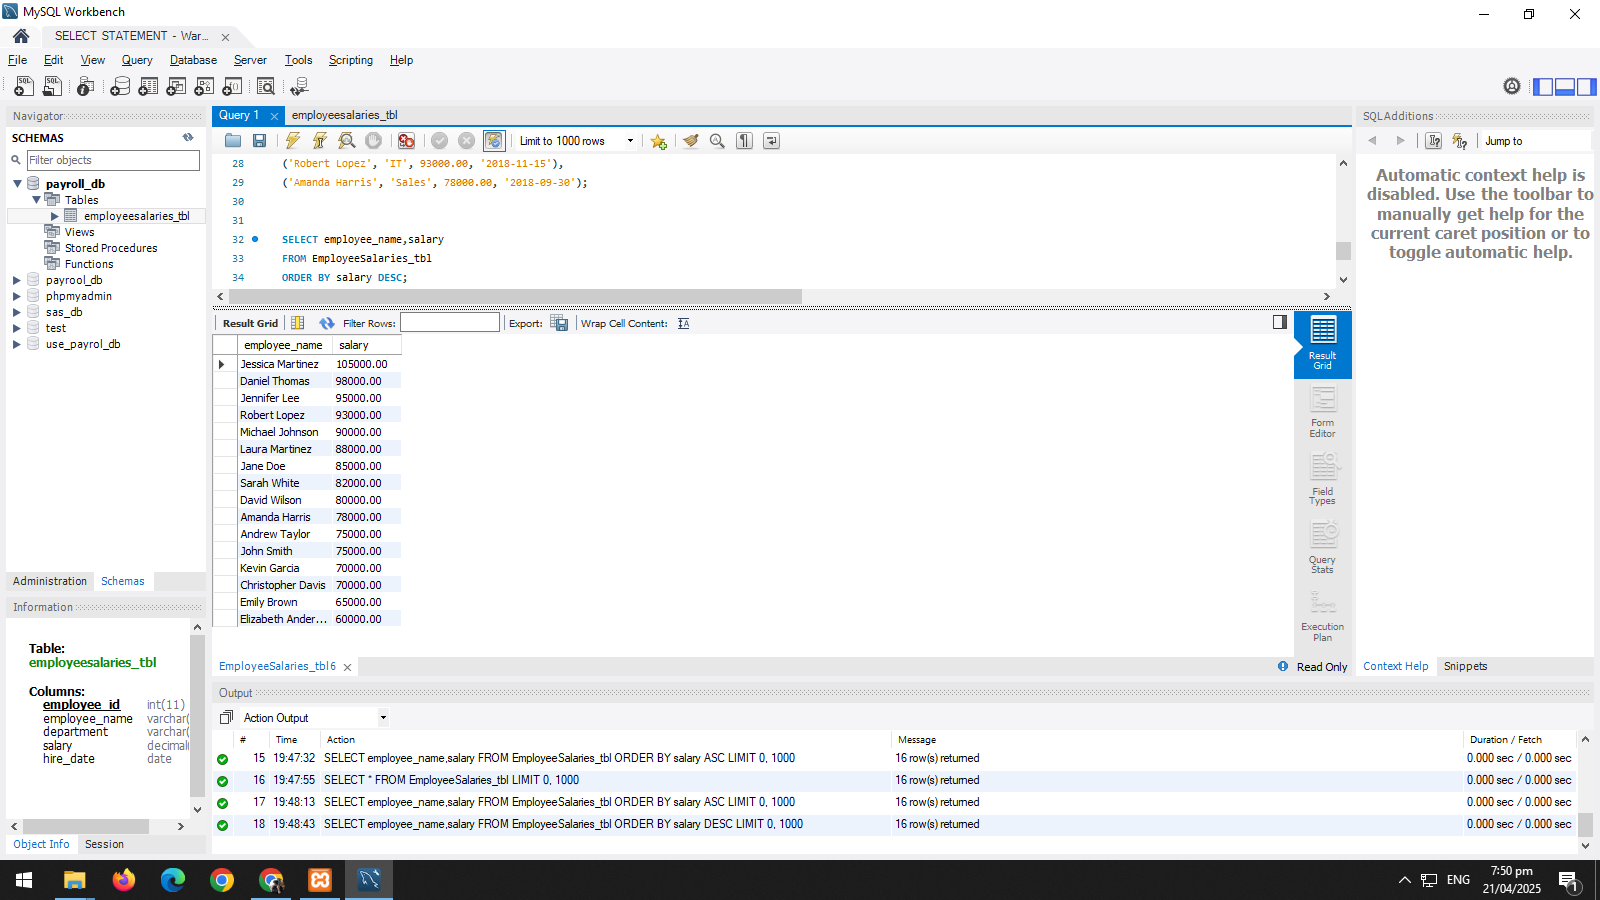 MySQL Workbench
SELECT STATEMENT - War...
File Edit View Query Database Server Tools Scripting Help
Navigator
SCHEMAS
Filter objects
payroll_db
Tables
employeesalaries_tbl
Views
Stored Procedures
Functions
payrool_db
phpmyadmin
sas_db
test
use_payrol_db
Administration Schemas
Information
Table:
employeesalaries_tbl
Columns:
employee_id int(11)
employee_name varchar(
department varchar(
salary decimal(
hire_date date
Object Info Session
Query 1 employeesalaries_tbl
Limit to 1000 rows
28 ('Robert Lopez', 'IT', 93000.00, '2018-11-15'),
29 ('Amanda Harris', 'Sales', 78000.00, '2018-09-30');
30
31
32 SELECT employee_name,salary
33 FROM EmployeeSalaries_tbl
34 ORDER BY salary DESC;
Result Grid Filter Rows: Export: Wrap Cell Content:
employee_name salary
Jessica Martinez 105000.00
Daniel Thomas 98000.00
Jennifer Lee 95000.00
Robert Lopez 93000.00
Michael Johnson 90000.00
Laura Martinez 88000.00
Jane Doe 85000.00
Sarah White 82000.00
David Wilson 80000.00
Amanda Harris 78000.00
Andrew Taylor 75000.00
John Smith 75000.00
Kevin Garcia 70000.00
Christopher Davis 70000.00
Emily Brown 65000.00
Elizabeth Ander... 60000.00
Result
Grid
Form
Editor
Field
Types
Query
Stats
Execution
Plan
EmployeeSalaries_tbl6
Read Only
SQLAdditions
Jump to
Automatic context help is
disabled. Use the toolbar to
manually get help for the
current caret position or to
toggle automatic help.
Context Help Snippets
Output
Action Output
# Time Action Message Duration / Fetch
15 19:47:32 SELECT employee_name,salary FROM EmployeeSalaries_tbl ORDER BY salary ASC LIMIT 0, 1000 16 row(s) returned 0.000 sec / 0.000 sec
16 19:47:55 SELECT * FROM EmployeeSalaries_tbl LIMIT 0, 1000 16 row(s) returned 0.000 sec / 0.000 sec
17 19:48:13 SELECT employee_name,salary FROM EmployeeSalaries_tbl ORDER BY salary ASC LIMIT 0, 1000 16 row(s) returned 0.000 sec / 0.000 sec
18 19:48:43 SELECT employee_name,salary FROM EmployeeSalaries_tbl ORDER BY salary DESC LIMIT 0, 1000 16 row(s) returned 0.000 sec / 0.000 sec
ENG
7:50 pm
21/04/2025
1